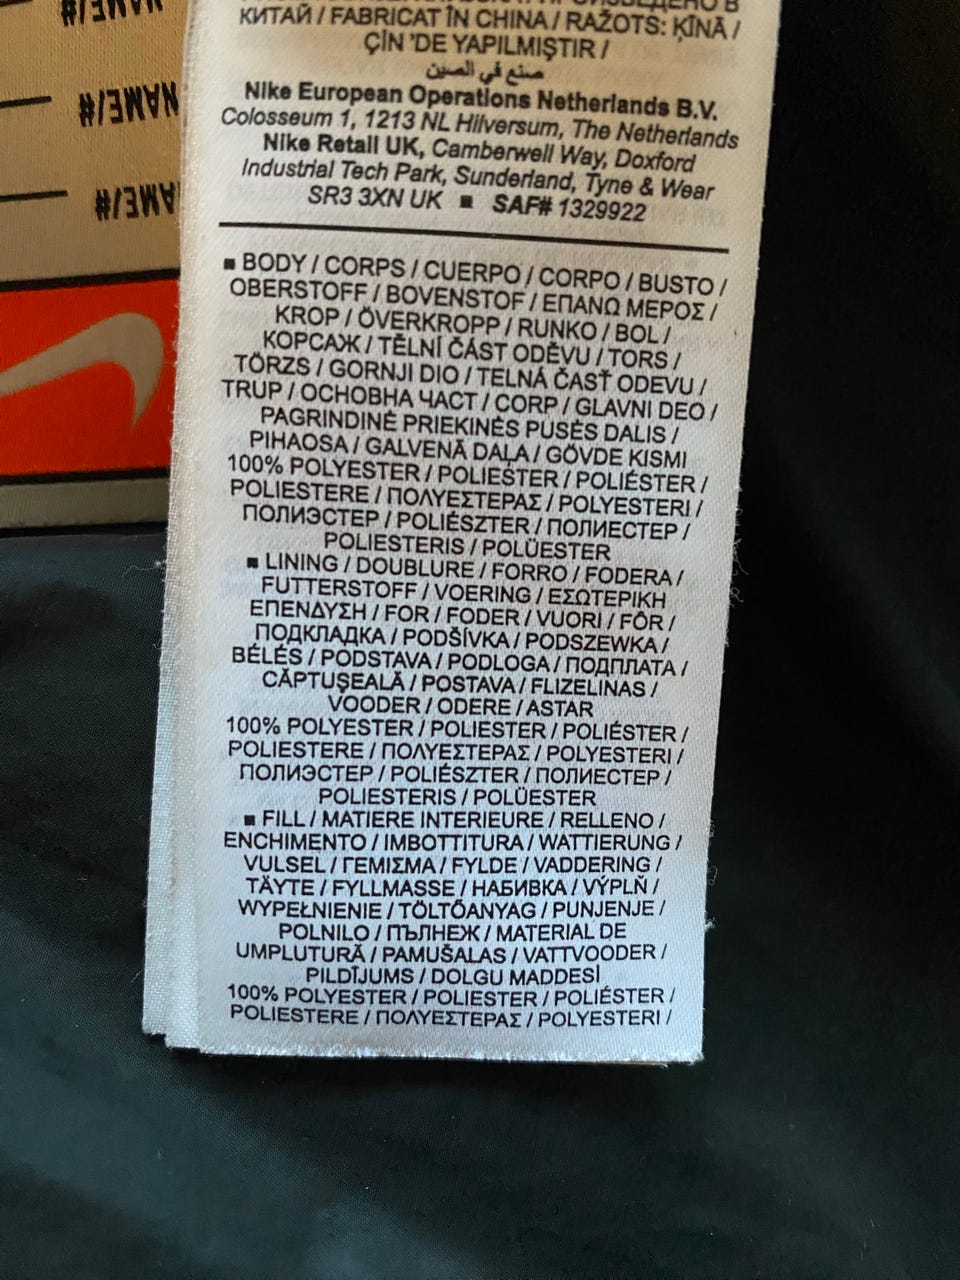 NAME/#
NAME/#
NAME/#
КИТАЙ / FABRICAT ÎN CHINA / RAŽOTS: ĶĪNĀ /
ÇİN 'DE YAPILMIŞTIR /
صنع في الصين
Nike European Operations Netherlands B.V.
Colosseum 1, 1213 NL Hilversum, The Netherlands
Nike Retail UK, Camberwell Way, Doxford
Industrial Tech Park, Sunderland, Tyne & Wear
SR3 3XN UK ■ SAF# 1329922
■ BODY / CORPS / CUERPO / CORPO / BUSTO /
OBERSTOFF / BOVENSTOF / ΕΠΑΝΩ ΜΕΡΟΣ /
KROP / ÖVERKROPP / RUNKO / BOL /
КОРСАЖ / TĚLNÍ ČÁST ODĚVU / TORS /
TÖRZS / GORNJI DIO / TELNÁ ČASŤ ODEVU /
TRUP / ОСНОВНА ЧАСТ / CORP / GLAVNI DEO /
PAGRINDINĖ PRIEKINĖS PUSĖS DALIS /
PIHAOSA / GALVENĀ DAĻA / GÖVDE KISMI
100% POLYESTER / POLIESTER / POLIÉSTER /
POLIESTERE / ΠΟΛΥΕΣΤΕΡΑΣ / POLYESTERI /
ПОЛИЭСТЕР / POLIÉSZTER / ПОЛИЕСТЕР /
POLIESTERIS / POLÜESTER
■ LINING / DOUBLURE / FORRO / FODERA /
FUTTERSTOFF / VOERING / ΕΣΩΤΕΡΙΚΗ
ΕΠΕΝΔΥΣΗ / FOR / FODER / VUORI / FÔR /
ПОДКЛАДКА / PODŠÍVKA / PODSZEWKA /
BÉLÉS / PODSTAVA / PODLOGA / ПОДПЛАТА /
CĂPTUŞEALĂ / POSTAVA / FLIZELINAS /
VOODER / ODERE / ASTAR
100% POLYESTER / POLIESTER / POLIÉSTER /
POLIESTERE / ΠΟΛΥΕΣΤΕΡΑΣ / POLYESTERI /
ПОЛИЭСТЕР / POLIÉSZTER / ПОЛИЕСТЕР /
POLIESTERIS / POLÜESTER
■ FILL / MATIERE INTERIEURE / RELLENO /
ENCHIMENTO / IMBOTTITURA / WATTIERUNG /
VULSEL / ΓΕΜΙΣΜΑ / FYLDE / VADDERING /
TÄYTE / FYLLMASSE / НАБИВКА / VÝPLŇ /
WYPEŁNIENIE / TÖLTŐANYAG / PUNJENJE /
POLNILO / ПЪЛНЕЖ / MATERIAL DE
UMPLUTURĂ / PAMUŠALAS / VATTVOODER /
PILDĪJUMS / DOLGU MADDESİ
100% POLYESTER / POLIESTER / POLIÉSTER /
POLIESTERE / ΠΟΛΥΕΣΤΕΡΑΣ / POLYESTERI /